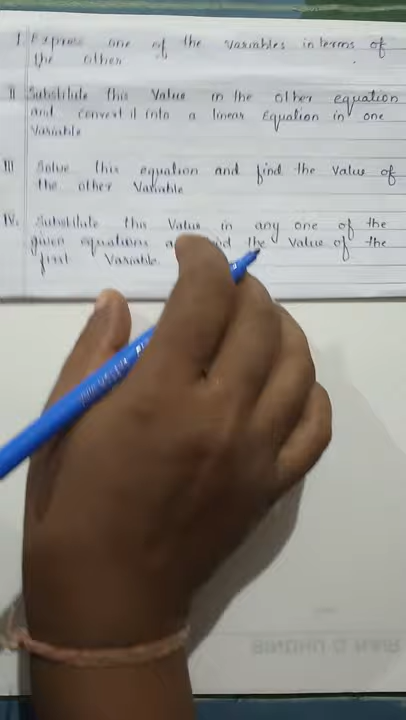 I Express one of the variables in terms of
the other
II Substitute this Value in the other equation
and convert it into a linear Equation in one
Variable
III Solve this equation and find the value of
the other Variable
IV. Substitute this Value in any one of the
given equations the Value of the
first Variable.